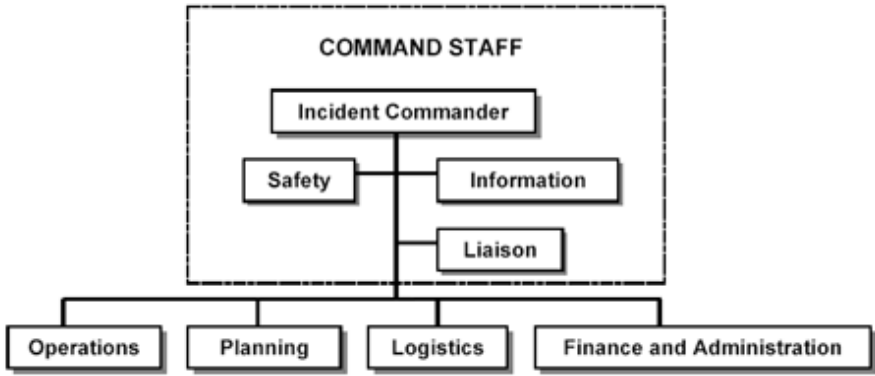 COMMAND STAFF
Incident Commander
Safety
Information
Liaison
Operations
Planning
Logistics
Finance and Administration